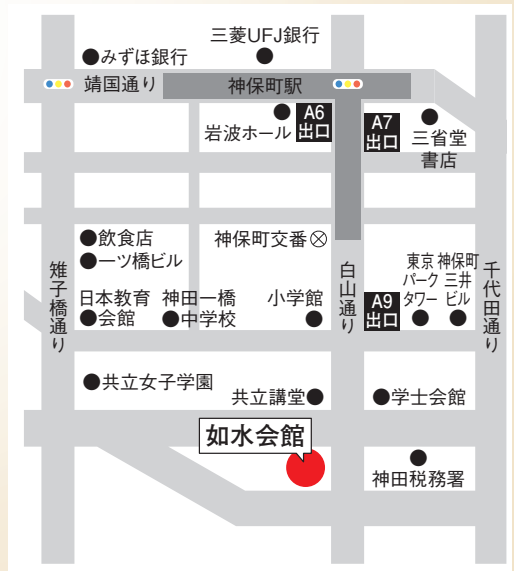 三菱UFJ銀行
みずほ銀行
靖国通り
神保町駅
岩波ホール
A6
出口
A7
出口
三省堂
書店
飲食店
一ツ橋ビル
神保町交番
雉子橋通り
白山通り
千代田通り
日本教育
会館
神田一橋
中学校
小学館
A9
出口
東京
パーク
タワー
神保町
三井
ビル
共立女子学園
共立講堂
学士会館
如水会館
神田税務署